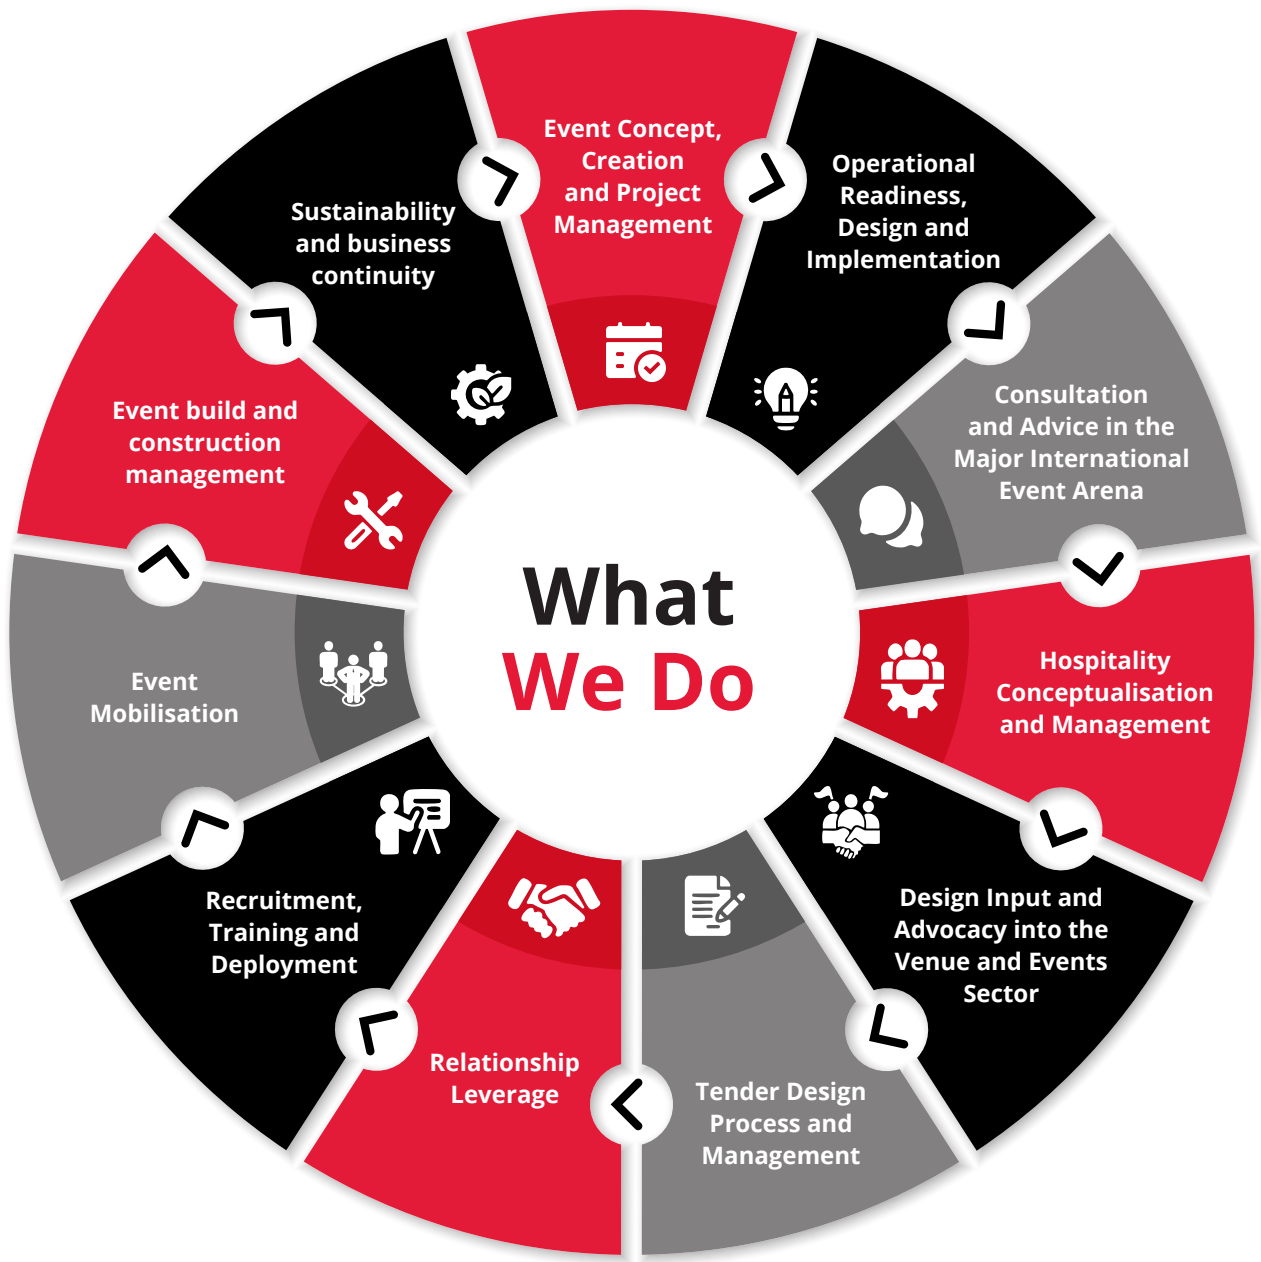 What
We Do
Event Concept,
Creation
and Project
Management
Operational
Readiness,
Design and
Implementation
Consultation
and Advice in the
Major International
Event Arena
Hospitality
Conceptualisation
and Management
Design Input and
Advocacy into the
Venue and Events
Sector
Tender Design
Process and
Management
Relationship
Leverage
Recruitment,
Training and
Deployment
Event
Mobilisation
Event build and
construction
management
Sustainability
and business
continuity